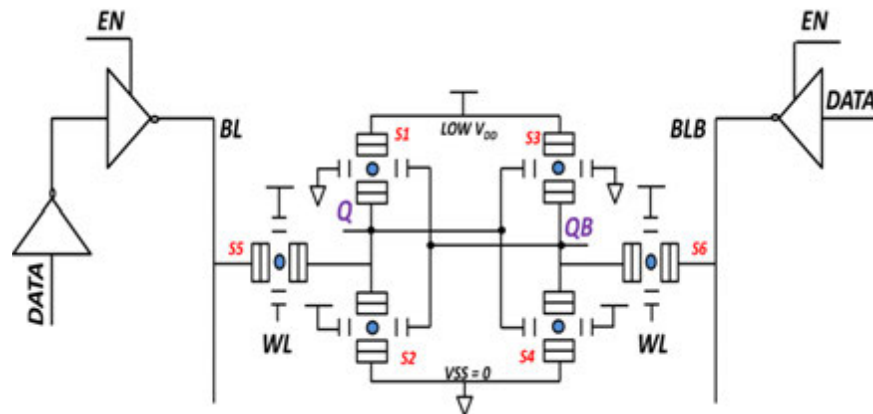 EN
EN
DATA
BL
LOW VDD
BLB
S1
S3
Q
QB
S5
S6
DATA
WL
WL
S2
S4
VSS = 0